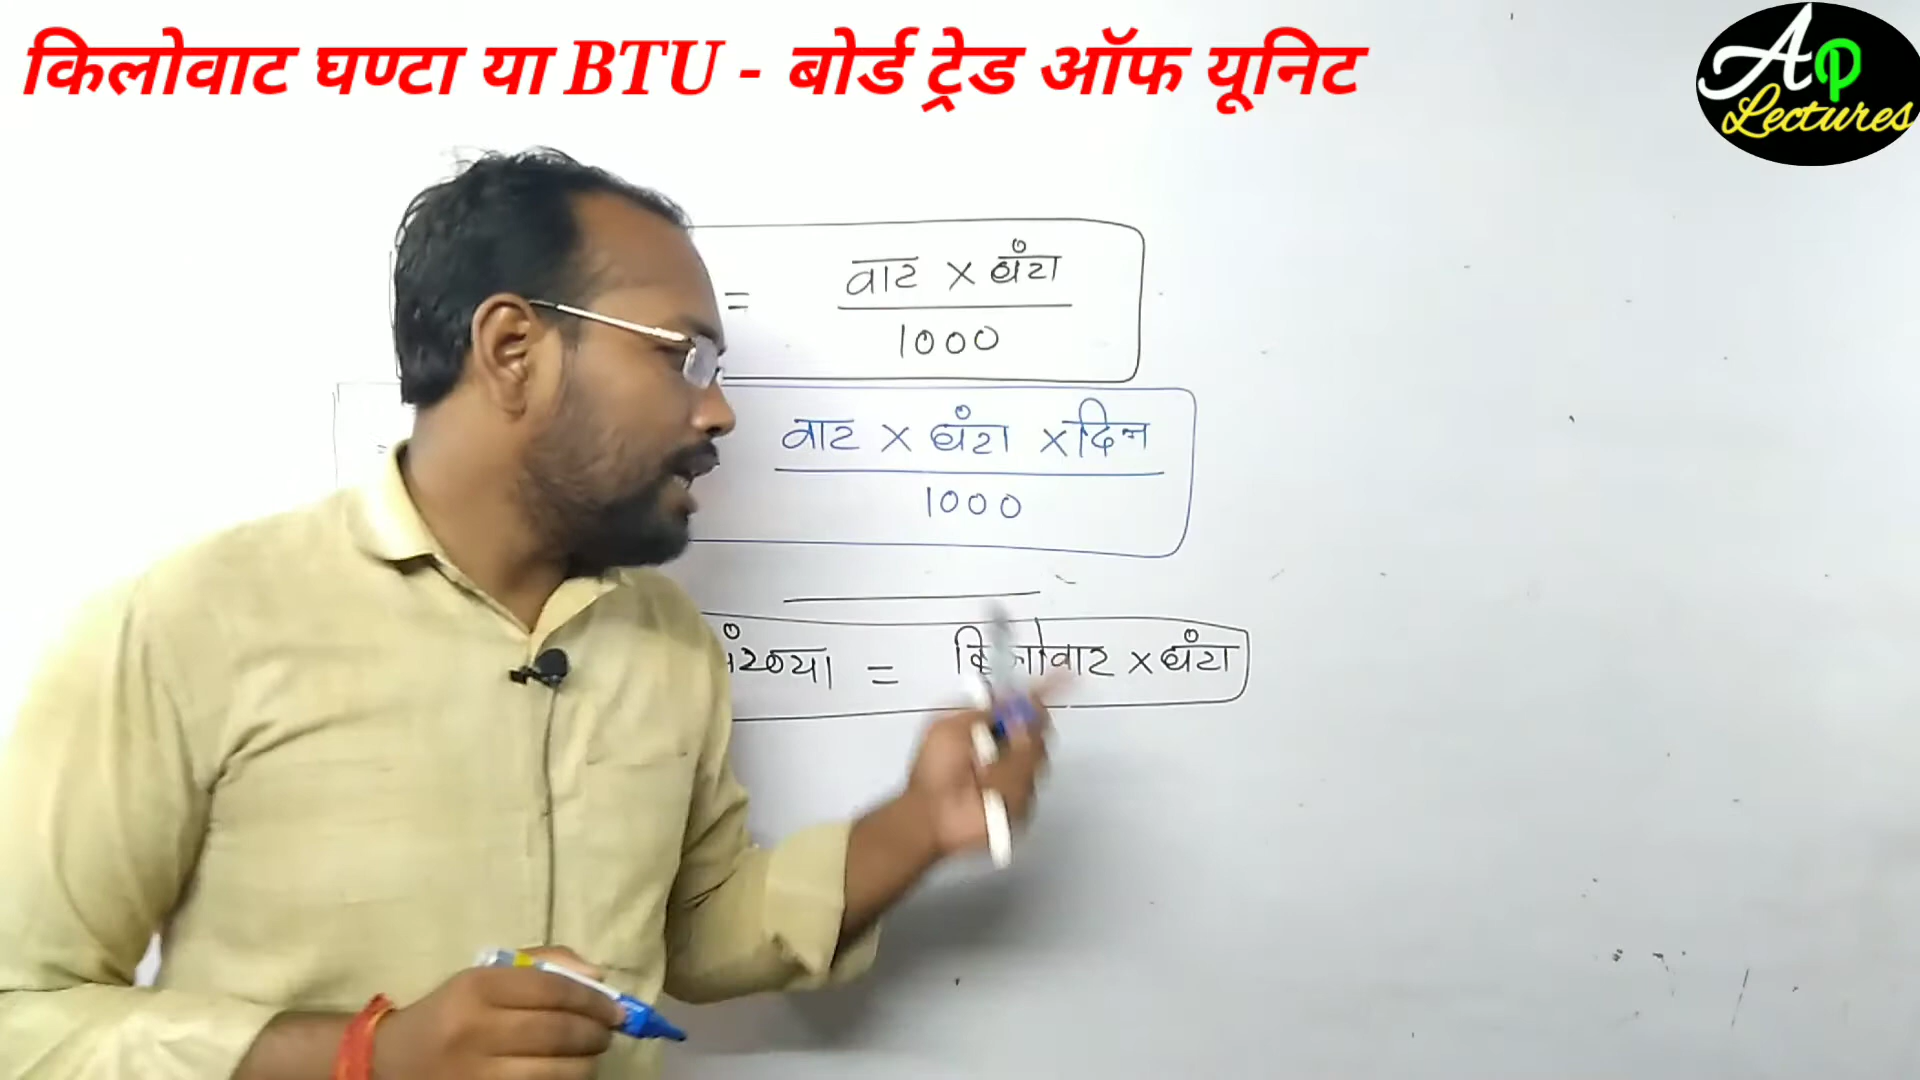 किलोवाट घण्टा या BTU - बोर्ड ट्रेड ऑफ यूनिट
Ap
Lectures
= वाट × घंटा
1000
वाट × घंटा × दिन
1000
= × घंटा